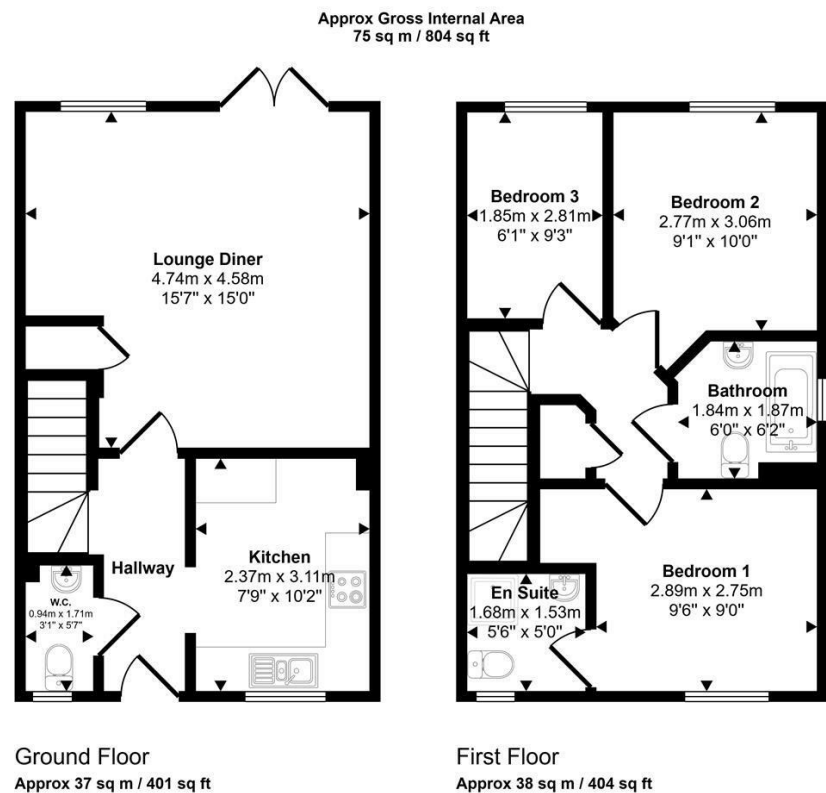 Approx Gross Internal Area
75 sq m / 804 sq ft
Lounge Diner
4.74m x 4.58m
15'7" x 15'0"
Hallway
Kitchen
2.37m x 3.11m
7'9" x 10'2"
W.C.
0.94m x 1.71m
3'1" x 5'7"
Ground Floor
Approx 37 sq m / 401 sq ft
Bedroom 3
1.85m x 2.81m
6'1" x 9'3"
Bedroom 2
2.77m x 3.06m
9'1" x 10'0"
Bathroom
1.84m x 1.87m
6'0" x 6'2"
Bedroom 1
2.89m x 2.75m
9'6" x 9'0"
En Suite
1.68m x 1.53m
5'6" x 5'0"
First Floor
Approx 38 sq m / 404 sq ft